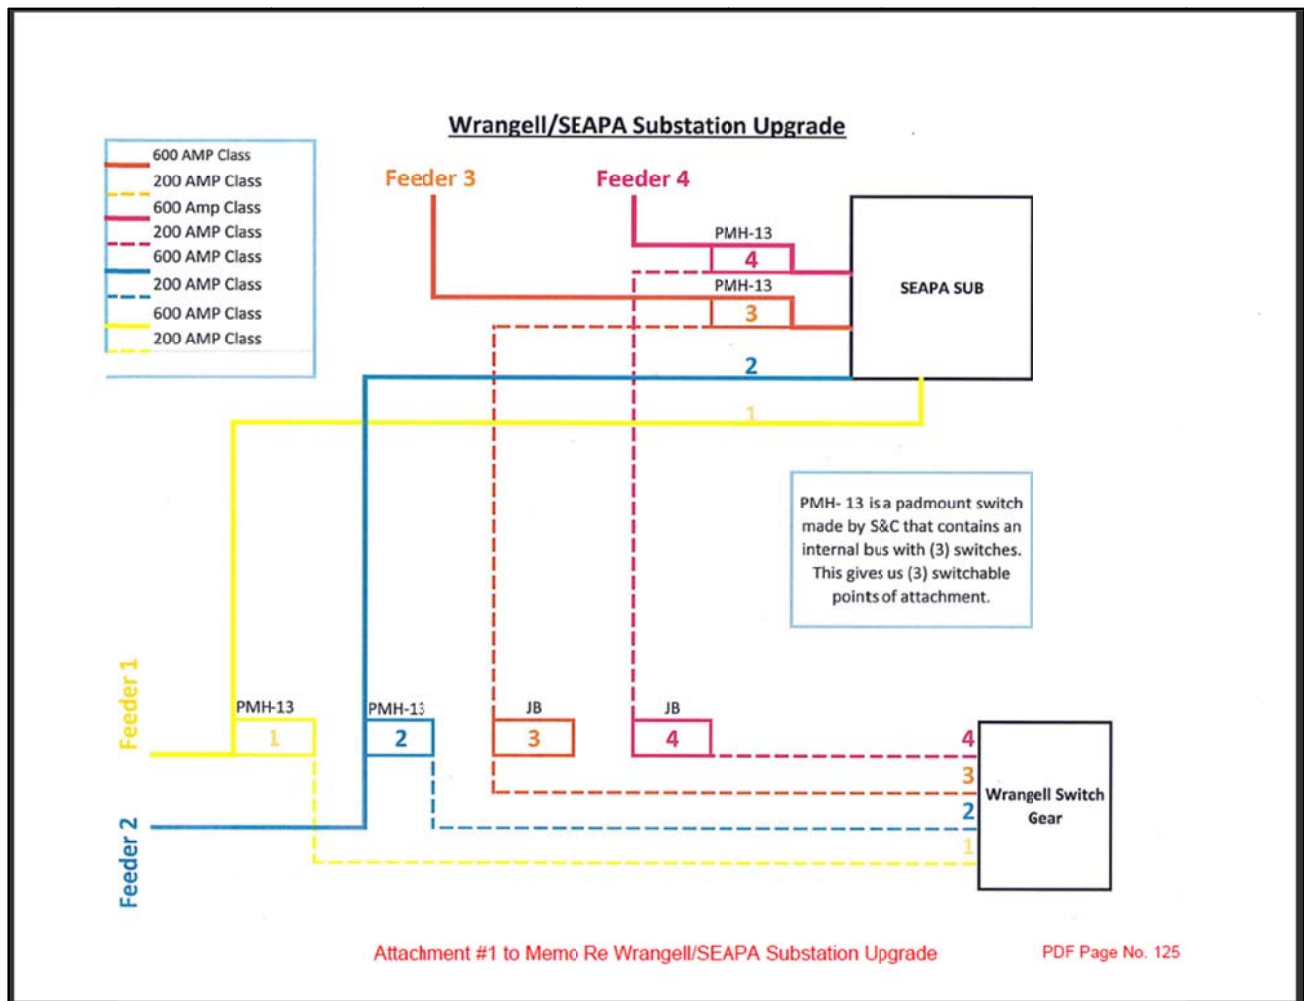 Wrangell/SEAPA Substation Upgrade
600 AMP Class
200 AMP Class
600 Amp Class
200 AMP Class
600 AMP Class
200 AMP Class
600 AMP Class
200 AMP Class
Feeder 3
Feeder 4
PMH-13
4
PMH-13
3
SEAPA SUB
2
1
PMH- 13 is a padmount switch
made by S&C that contains an
internal bus with (3) switches.
This gives us (3) switchable
points of attachment.
Feeder 1
PMH-13
1
PMH-13
2
JB
3
JB
4
4
3
2
1
Wrangell Switch
Gear
Feeder 2
Attachment #1 to Memo Re Wrangell/SEAPA Substation Upgrade
PDF Page No. 125